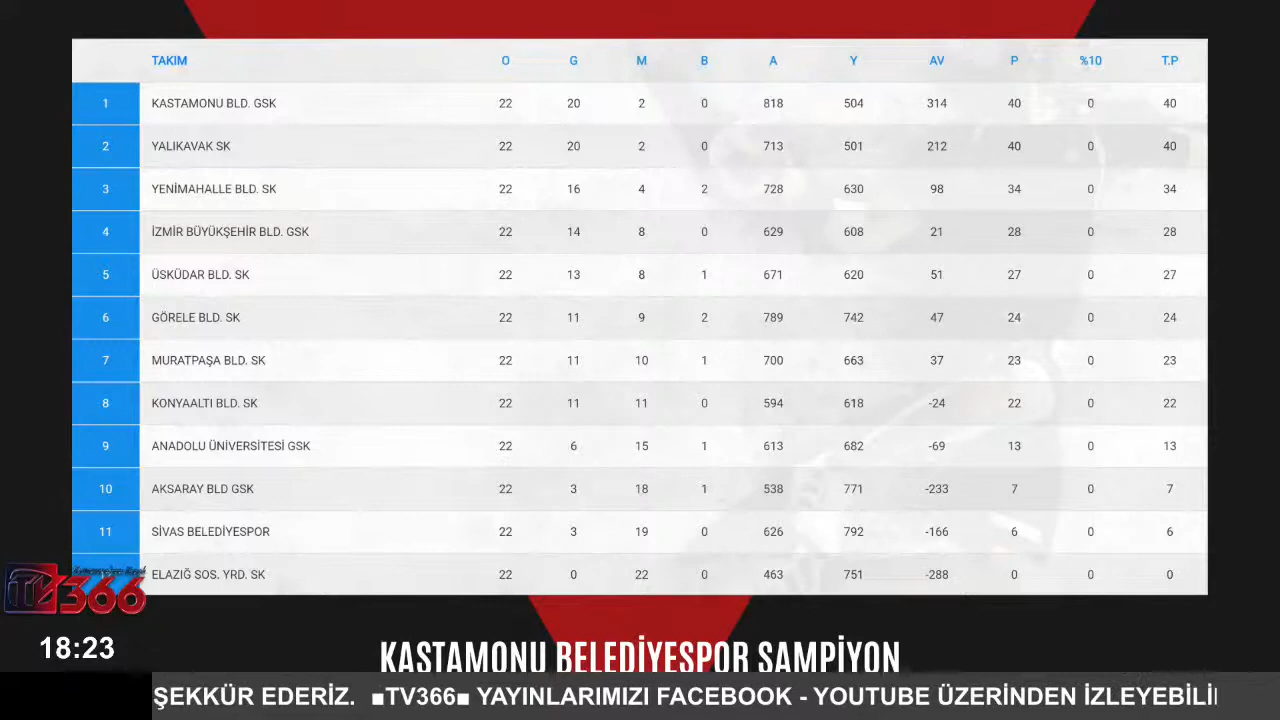 TAKIM O G M B A Y AV P %10 T.P
1 KASTAMONU BLD. GSK 22 20 2 0 818 504 314 40 0 40
2 YALIKAVAK SK 22 20 2 0 713 501 212 40 0 40
3 YENİMAHALLE BLD. SK 22 16 4 2 728 630 98 34 0 34
4 İZMİR BÜYÜKŞEHİR BLD. GSK 22 14 8 0 629 608 21 28 0 28
5 ÜSKÜDAR BLD. SK 22 13 8 1 671 620 51 27 0 27
6 GÖRELE BLD. SK 22 11 9 2 789 742 47 24 0 24
7 MURATPAŞA BLD. SK 22 11 10 1 700 663 37 23 0 23
8 KONYAALTI BLD. SK 22 11 11 0 594 618 -24 22 0 22
9 ANADOLU ÜNİVERSİTESİ GSK 22 6 15 1 613 682 -69 13 0 13
10 AKSARAY BLD GSK 22 3 18 1 538 771 -233 7 0 7
11 SİVAS BELEDİYESPOR 22 3 19 0 626 792 -166 6 0 6
ELAZIĞ SOS. YRD. SK 22 0 22 0 463 751 -288 0 0 0
TV366
18:23
KASTAMONU BELEDİYESPOR SAMPİYON
ŞEKKÜR EDERİZ. ■TV366■ YAYINLARIMIZI FACEBOOK - YOUTUBE ÜZERİNDEN İZLEYEBİLİ